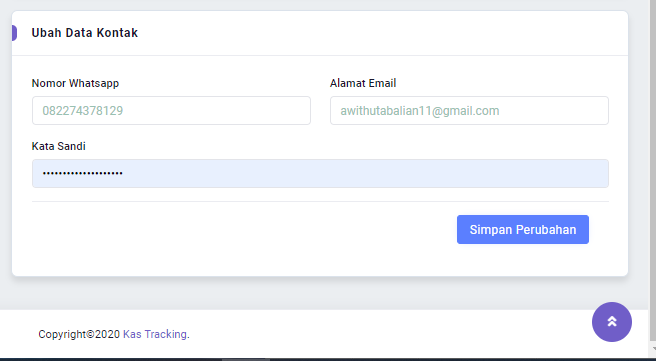 Ubah Data Kontak
Nomor Whatsapp
Alamat Email
082274378129
awithutabalian11@gmail.com
Kata Sandi
••••••••••••••••••••
Simpan Perubahan
Copyright©2020 Kas Tracking.